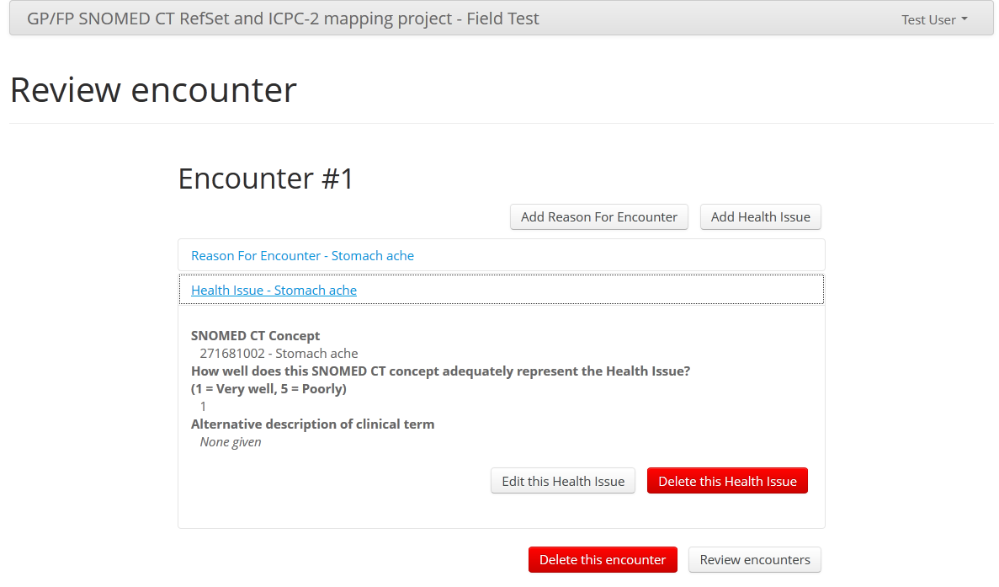 GP/FP SNOMED CT RefSet and ICPC-2 mapping project - Field Test
Test User
Review encounter
Encounter #1
Add Reason For Encounter
Add Health Issue
Reason For Encounter - Stomach ache
Health Issue - Stomach ache
SNOMED CT Concept
271681002 - Stomach ache
How well does this SNOMED CT concept adequately represent the Health Issue?
(1 = Very well, 5 = Poorly)
1
Alternative description of clinical term
None given
Edit this Health Issue
Delete this Health Issue
Delete this encounter
Review encounters